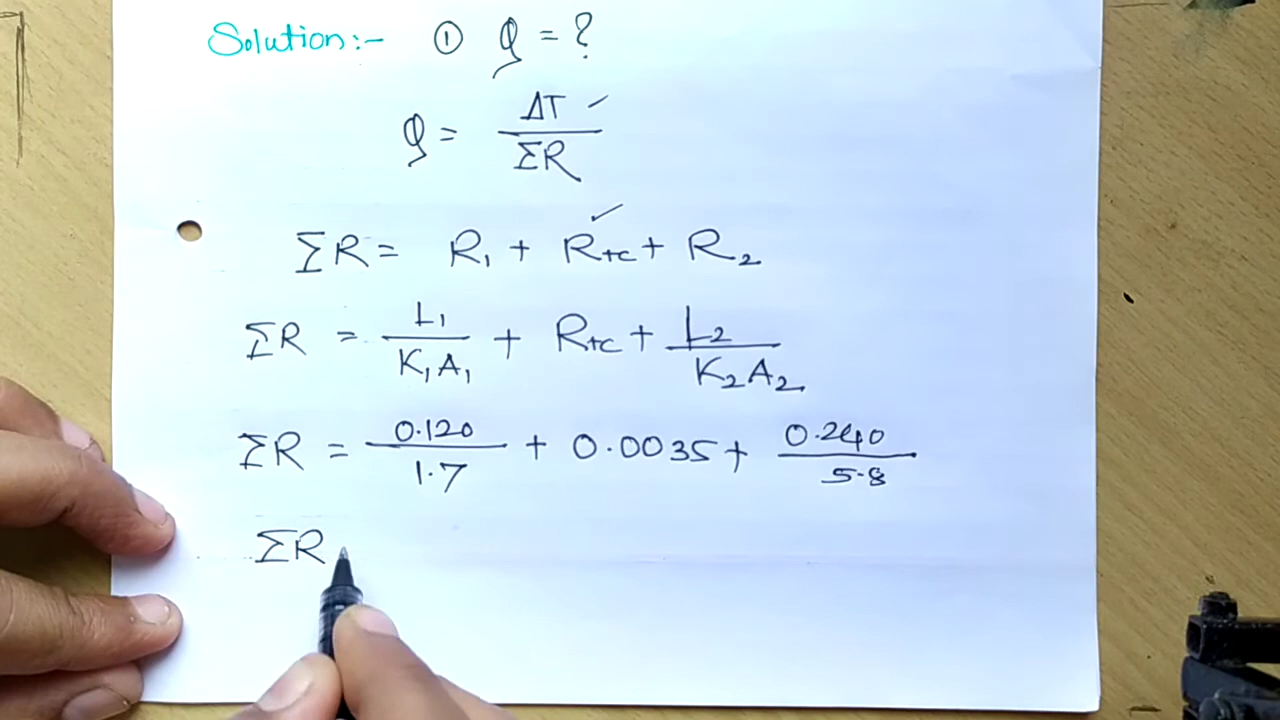 Solution:- ① Q = ?
Q = ΔT / ΣR
ΣR = R₁ + Rtc + R₂
ΣR = L₁ / K₁A₁ + Rtc + L₂ / K₂A₂
ΣR = 0.120 / 1.7 + 0.0035 + 0.240 / 5.8
ΣR